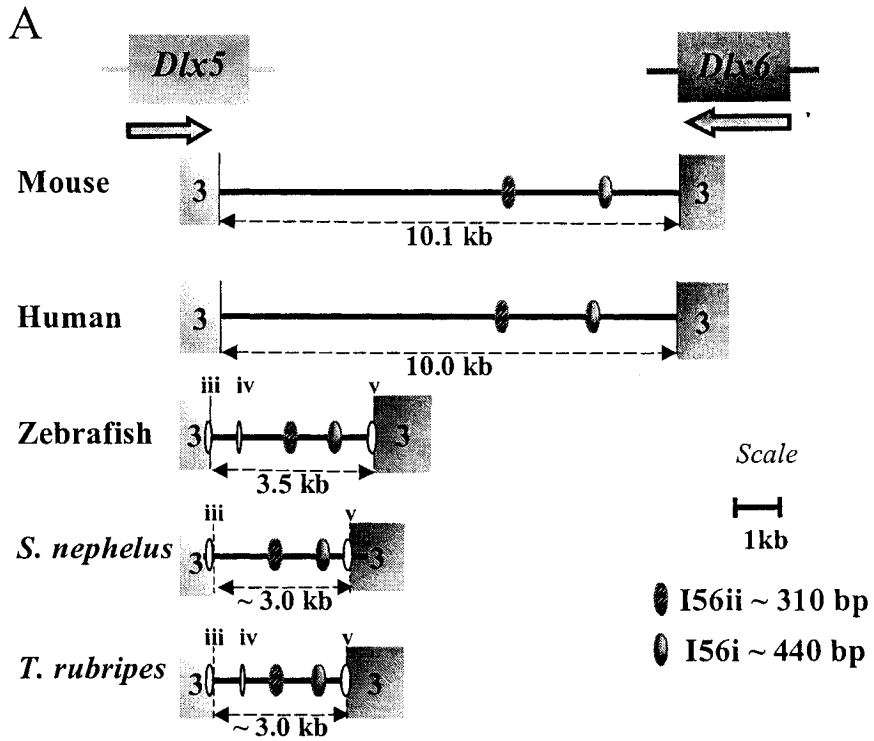 A
Dlx5 Dlx6
Mouse 3 3
10.1 kb
Human 3 3
10.0 kb
iii iv v
Zebrafish 3 3
3.5 kb
iii v
S. nephelus 3 3
~ 3.0 kb
iii iv v
T. rubripes 3 3
~ 3.0 kb
Scale
1kb
I56ii ~ 310 bp
I56i ~ 440 bp